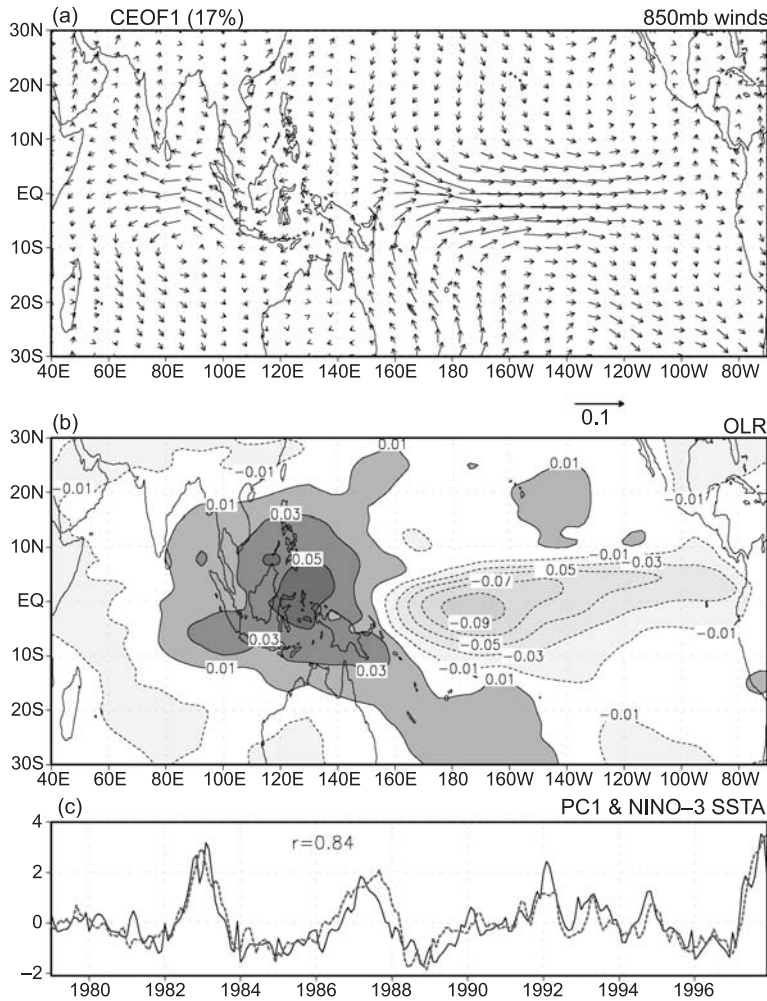 (a) CEOF1 (17%) 850mb winds
30N
20N
10N
EQ
10S
20S
30S
40E 60E 80E 100E 120E 140E 160E 180 160W 140W 120W 100W 80W
0.1
(b) OLR
30N
20N
10N
EQ
10S
20S
30S
0.01
-0.01
0.01
-0.01
0.01
-0.01
0.03
0.05
-0.01
-0.03
0.05
-0.07
-0.09
0.03
-0.05
-0.03
-0.01
0.01
0.03
-0.01
0.01
-0.01
40E 60E 80E 100E 120E 140E 160E 180 160W 140W 120W 100W 80W
(c) PC1 & NINO–3 SSTA
r=0.84
4
2
0
−2
1980 1982 1984 1986 1988 1990 1992 1994 1996